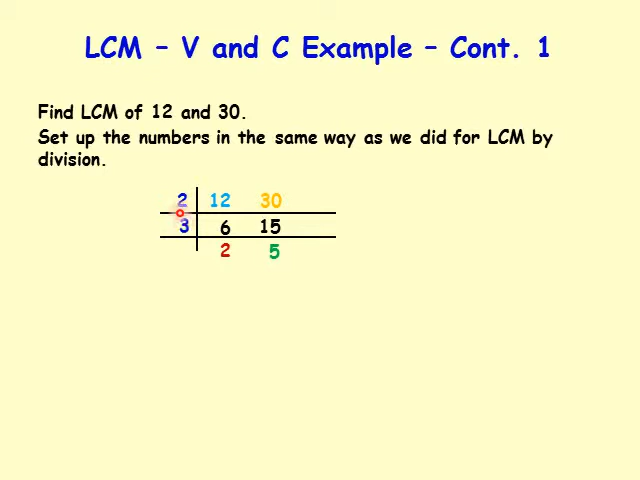 LCM – V and C Example – Cont. 1
Find LCM of 12 and 30.
Set up the numbers in the same way as we did for LCM by
division.
2 12 30
3 6 15
2 5